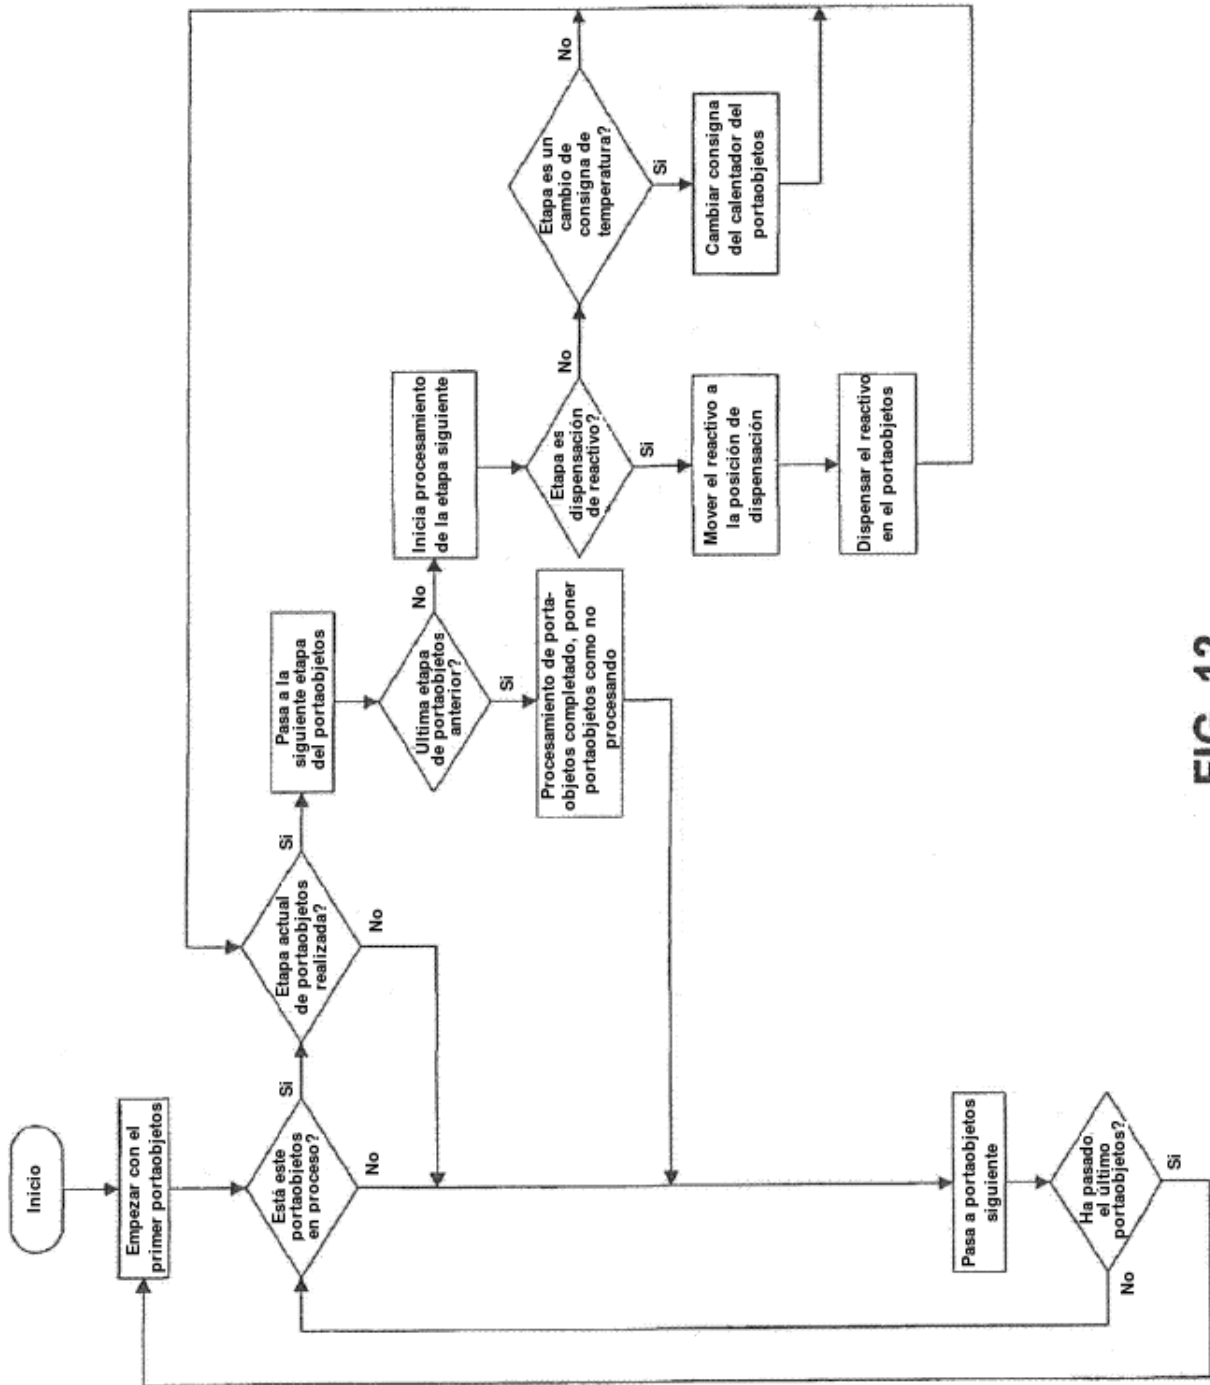 Inicio
Empezar con el
primer portaobjetos
Está este
portaobjetos
en proceso?
Si
No
Etapa actual
de portaobjetos
realizada?
Si
No
Pasa a la
siguiente etapa
del portaobjetos
Última etapa
de portaobjetos
anterior?
No
Si
Procesamiento de porta-
objetos completado, poner
portaobjetos como no
procesando
Inicia procesamiento
de la etapa siguiente
Etapa es
dispensación
de reactivo?
No
Si
Mover el reactivo a
la posición de
dispensación
Dispensar el reactivo
en el portaobjetos
Etapa es un
cambio de
consigna de
temperatura?
No
Si
Cambiar consigna
del calentador del
portaobjetos
Pasa a portaobjetos
siguiente
Ha pasado
el último
portaobjetos?
No
Si